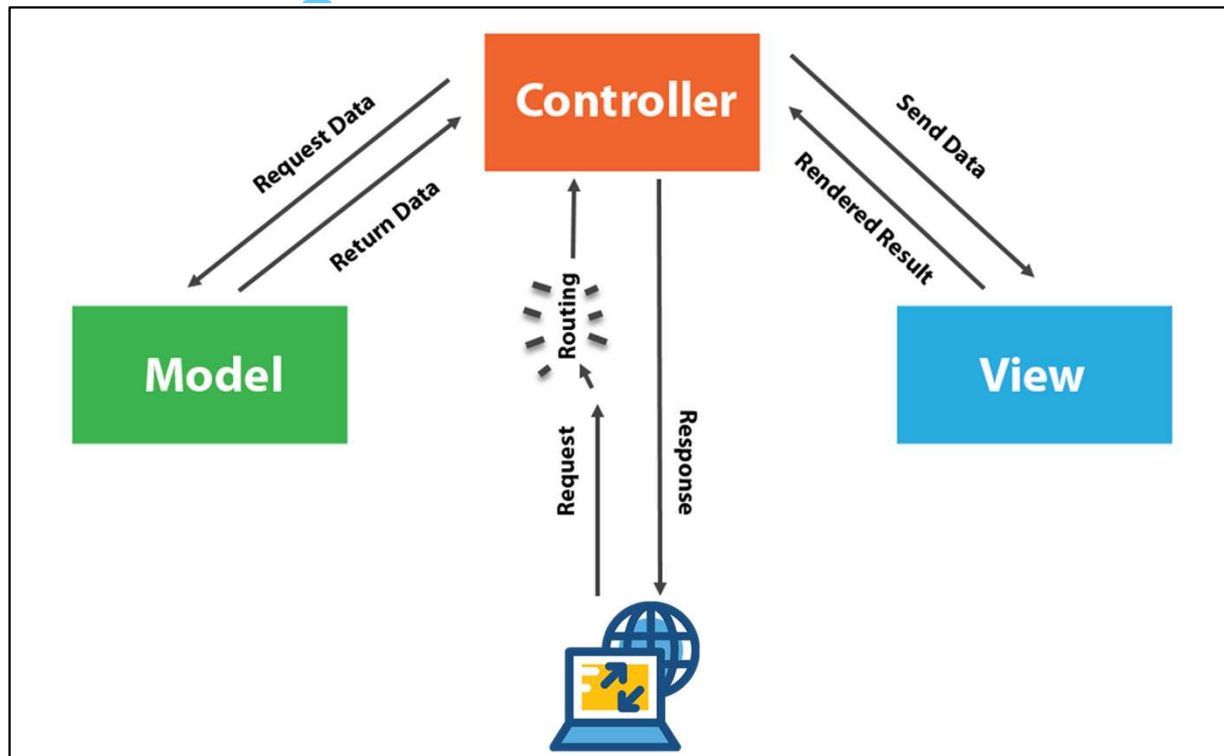 Controller
Request Data
Return Data
Send Data
Rendered Result
Routing
Model
View
Request
Response